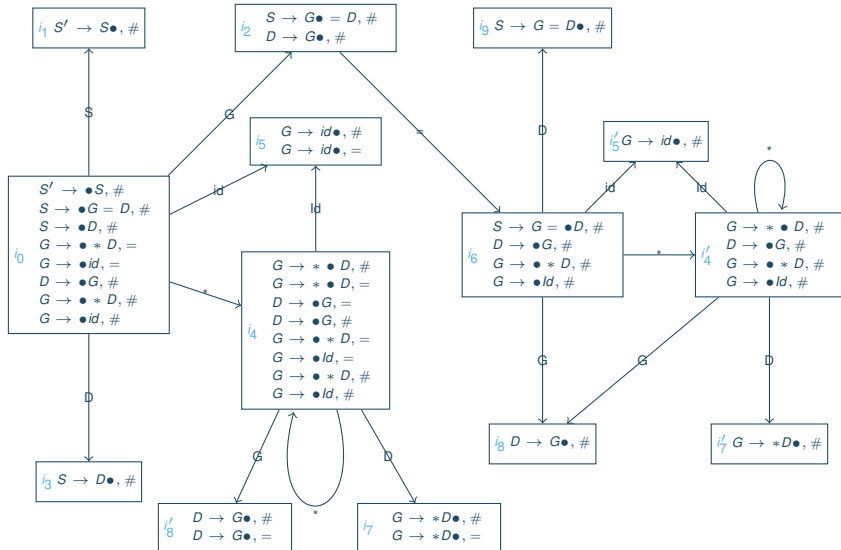 i₁ S′ → S●, #
i₂ S → G● = D, #
D → G●, #
i₉ S → G = D●, #
S
G
i₅ G → id●, #
G → id●, =
=
D
i′₅ G → id●, #
*
i₀ S′ → ●S, #
S → ●G = D, #
S → ●D, #
G → ● * D, =
G → ●id, =
D → ●G, #
G → ● * D, #
G → ●id, #
id
Id
id
Id
i₆ S → G = ●D, #
D → ●G, #
G → ● * D, #
G → ●Id, #
*
i′₄ G → * ● D, #
D → ●G, #
G → ● * D, #
G → ●Id, #
*
i₄ G → * ● D, #
G → * ● D, =
D → ●G, =
D → ●G, #
G → ● * D, =
G → ●Id, =
G → ● * D, #
G → ●Id, #
D
G
G
D
i₃ S → D●, #
G
*
D
i₈ D → G●, #
i′₇ G → *D●, #
i′₈ D → G●, #
D → G●, =
i₇ G → *D●, #
G → *D●, =